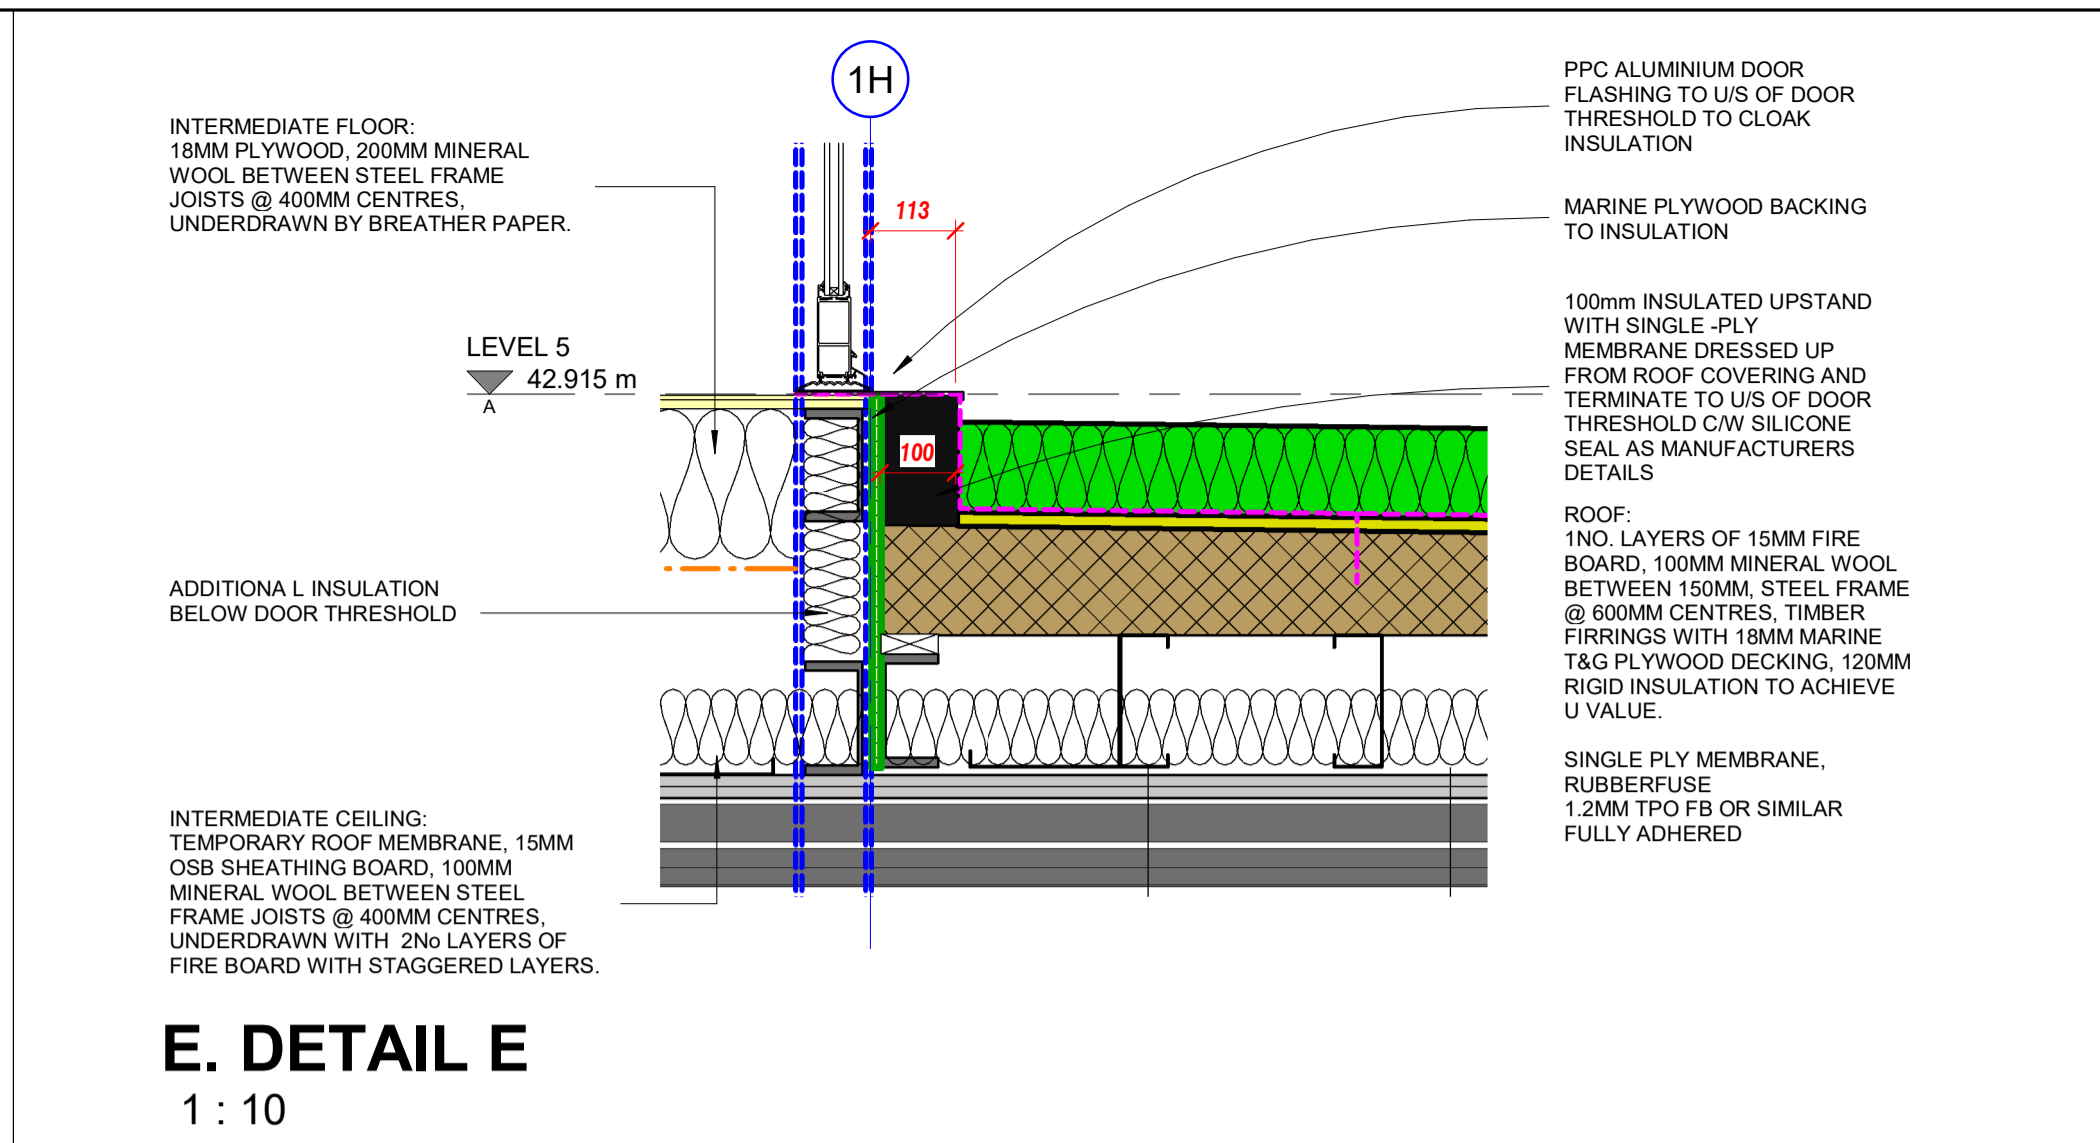 1H
INTERMEDIATE FLOOR:
18MM PLYWOOD, 200MM MINERAL
WOOL BETWEEN STEEL FRAME
JOISTS @ 400MM CENTRES,
UNDERDRAWN BY BREATHER PAPER.
LEVEL 5
42.915 m
A
ADDITIONA L INSULATION
BELOW DOOR THRESHOLD
INTERMEDIATE CEILING:
TEMPORARY ROOF MEMBRANE, 15MM
OSB SHEATHING BOARD, 100MM
MINERAL WOOL BETWEEN STEEL
FRAME JOISTS @ 400MM CENTRES,
UNDERDRAWN WITH  2No LAYERS OF
FIRE BOARD WITH STAGGERED LAYERS.
113
100
PPC ALUMINIUM DOOR
FLASHING TO U/S OF DOOR
THRESHOLD TO CLOAK
INSULATION
MARINE PLYWOOD BACKING
TO INSULATION
100mm INSULATED UPSTAND
WITH SINGLE -PLY
MEMBRANE DRESSED UP
FROM ROOF COVERING AND
TERMINATE TO U/S OF DOOR
THRESHOLD C/W SILICONE
SEAL AS MANUFACTURERS
DETAILS
ROOF:
1NO. LAYERS OF 15MM FIRE
BOARD, 100MM MINERAL WOOL
BETWEEN 150MM, STEEL FRAME
@ 600MM CENTRES, TIMBER
FIRRINGS WITH 18MM MARINE
T&G PLYWOOD DECKING, 120MM
RIGID INSULATION TO ACHIEVE
U VALUE.
SINGLE PLY MEMBRANE,
RUBBERFUSE
1.2MM TPO FB OR SIMILAR
FULLY ADHERED
E. DETAIL E
1 : 10